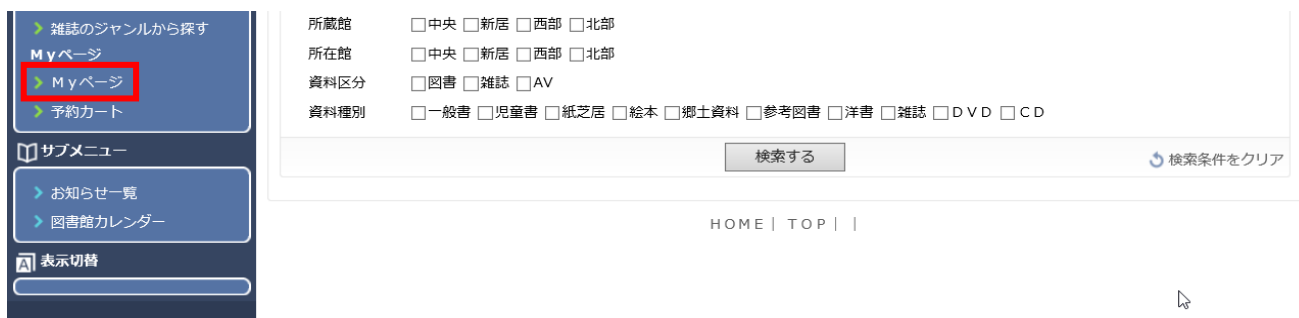 雑誌のジャンルから探す
Ｍｙページ
Ｍｙページ
予約カート
サブメニュー
お知らせ一覧
図書館カレンダー
表示切替
所蔵館 中央 新居 西部 北部
所在館 中央 新居 西部 北部
資料区分 図書 雑誌 AV
資料種別 一般書 児童書 紙芝居 絵本 郷土資料 参考図書 洋書 雑誌 ＤＶＤ ＣＤ
検索する
検索条件をクリア
ＨＯＭＥ| ＴＯＰ| |